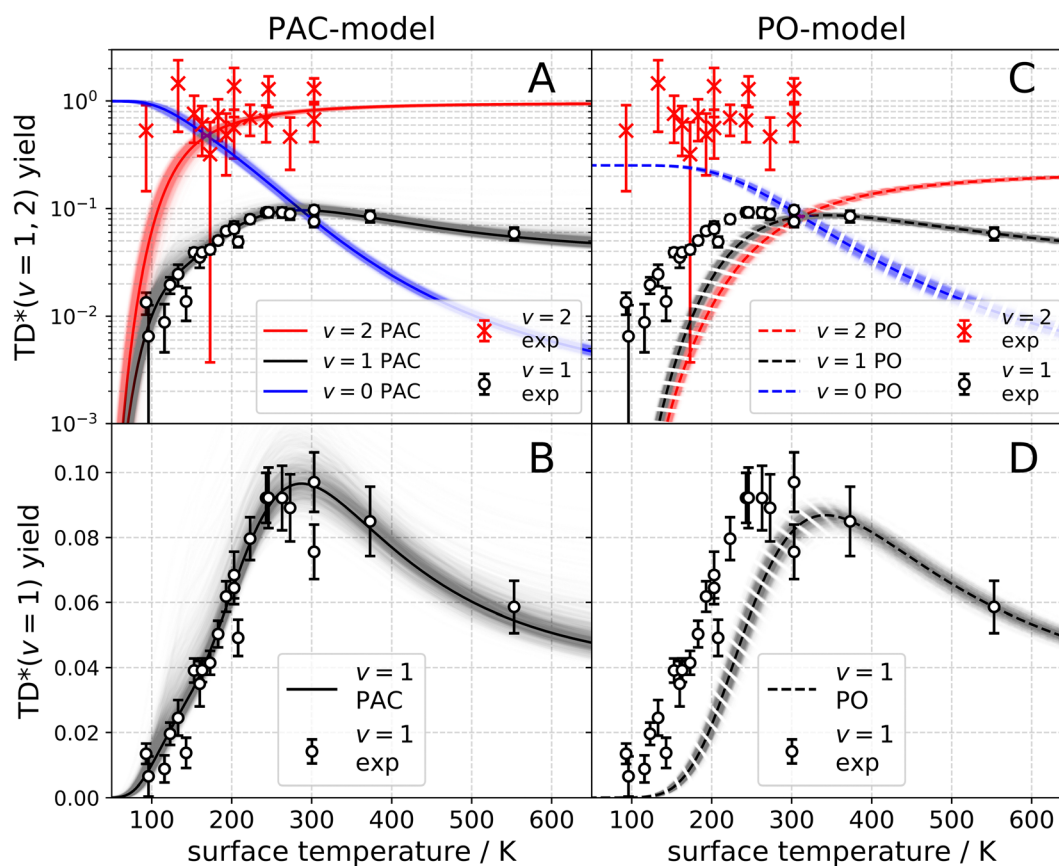 PAC-model
PO-model
A
C
TD*(v = 1, 2) yield
10⁰
10⁻¹
10⁻²
10⁻³
v = 2 PAC
v = 1 PAC
v = 0 PAC
v = 2
exp
v = 1
exp
v = 2 PO
v = 1 PO
v = 0 PO
v = 2
exp
v = 1
exp
B
D
TD*(v = 1) yield
0.10
0.08
0.06
0.04
0.02
0.00
v = 1
PAC
v = 1
exp
v = 1
PO
v = 1
exp
100 200 300 400 500 600
100 200 300 400 500 600
surface temperature / K
surface temperature / K